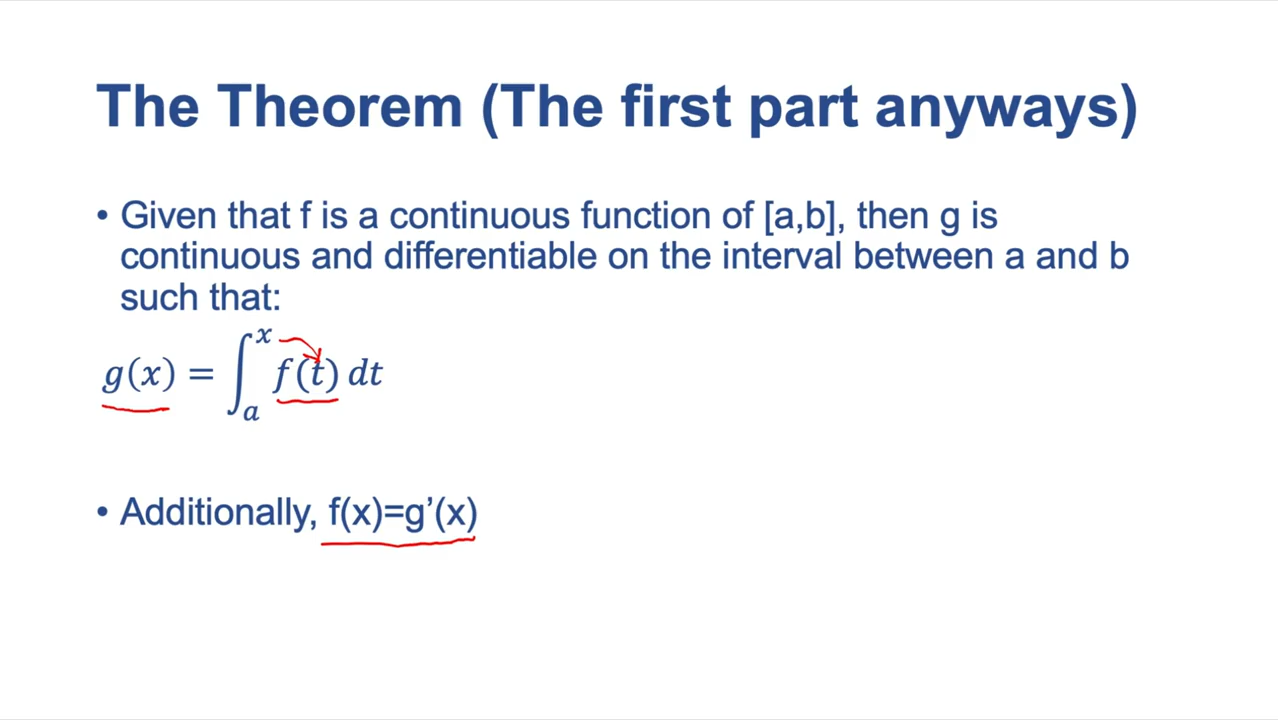 The Theorem (The first part anyways)
• Given that f is a continuous function of [a,b], then g is
continuous and differentiable on the interval between a and b
such that:
g(x) = ∫ₐˣ f(t) dt
• Additionally, f(x)=g’(x)